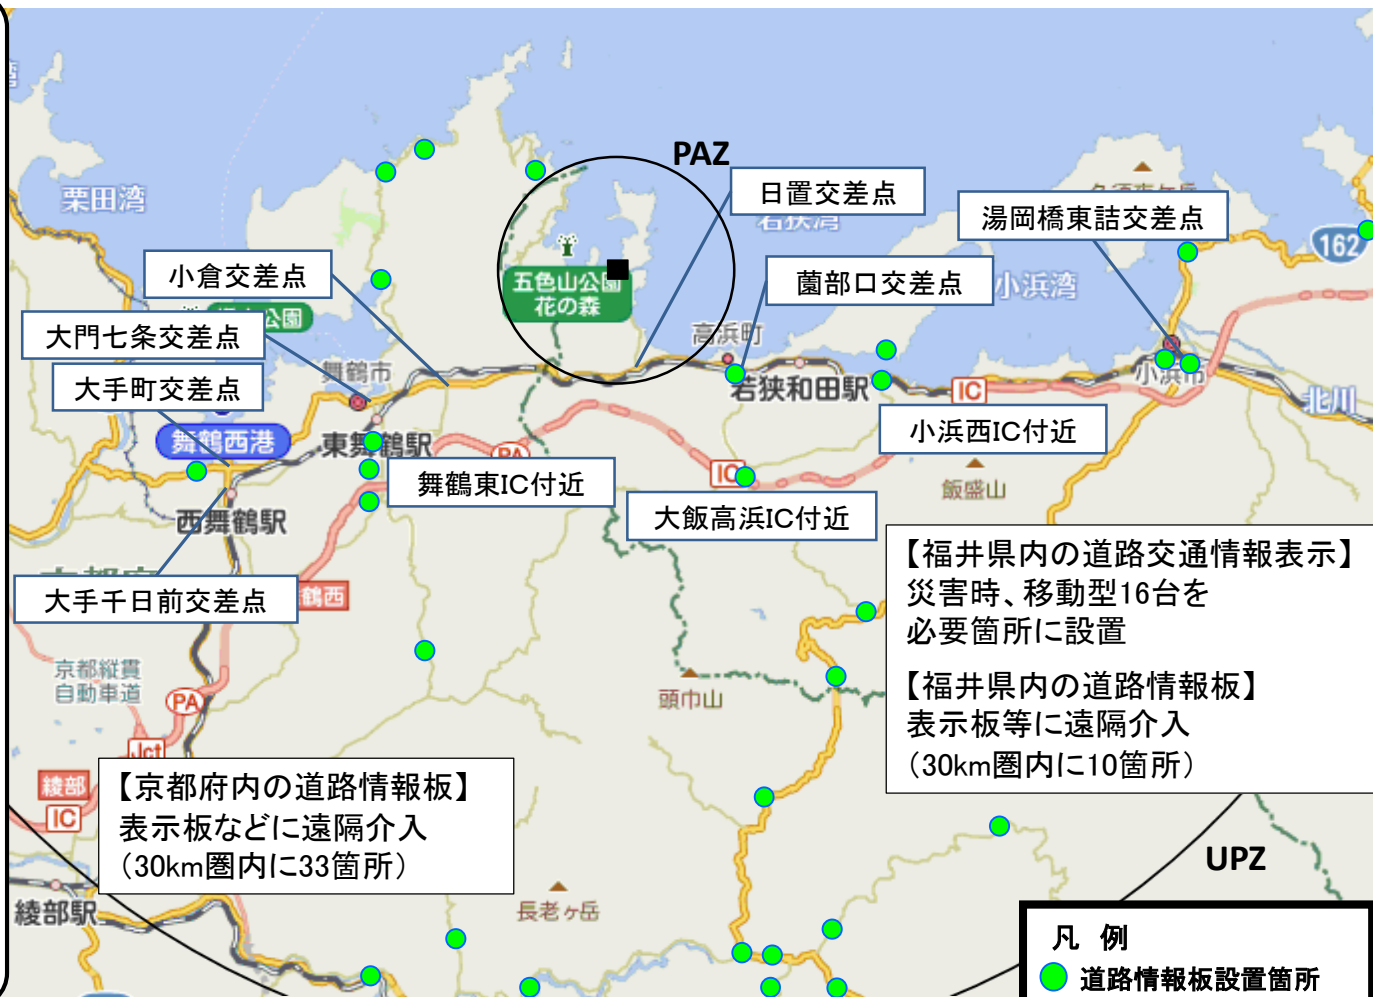 PAZ
日置交差点
湯岡橋東詰交差点
栗田湾
若狭湾
162
小倉交差点
五色山公園
花の森
薗部口交差点
小浜湾
公園
大門七条交差点
高浜町
舞鶴市
大手町交差点
若狭和田駅
小浜市
IC
北川
舞鶴西港
東舞鶴駅
PA
小浜西IC付近
舞鶴東IC付近
IC
飯盛山
大飯高浜IC付近
西舞鶴駅
大手千日前交差点
鶴西
【福井県内の道路交通情報表示】
災害時、移動型16台を
必要箇所に設置
【福井県内の道路情報板】
表示板等に遠隔介入
（30km圏内に10箇所）
京都縦貫
自動車道
PA
頭巾山
Jct
綾部
IC
【京都府内の道路情報板】
表示板などに遠隔介入
（30km圏内に33箇所）
UPZ
綾部駅
長老ヶ岳
凡 例
道路情報板設置箇所